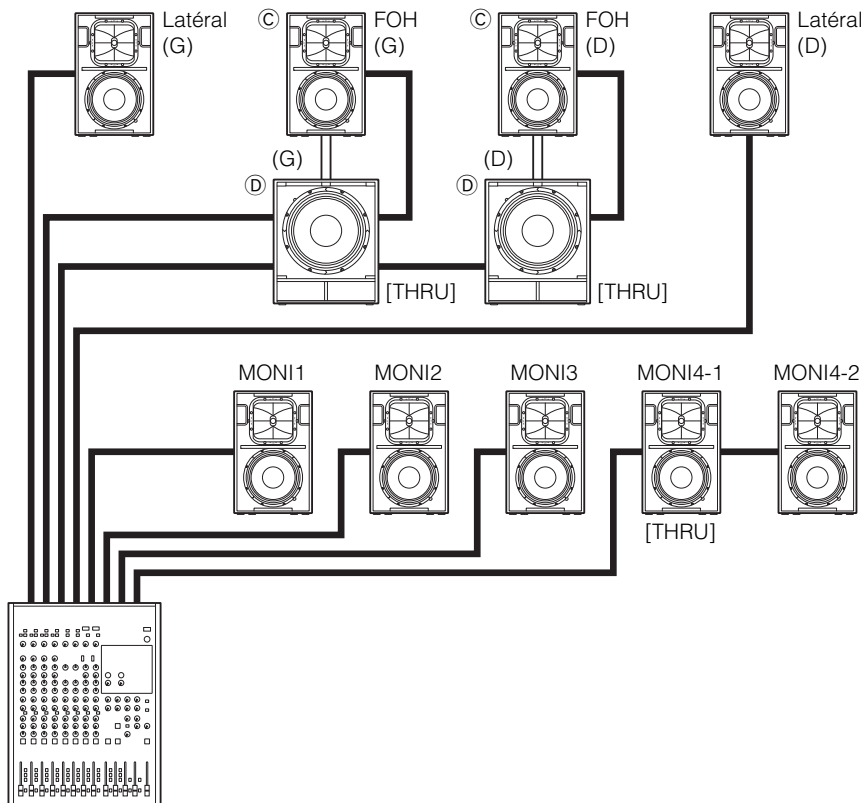 Latéral
(G)
Ⓒ FOH
(G)
Ⓒ FOH
(D)
Latéral
(D)
(G)
Ⓓ
(D)
Ⓓ
[THRU]
[THRU]
MONI1
MONI2
MONI3
MONI4-1
MONI4-2
[THRU]